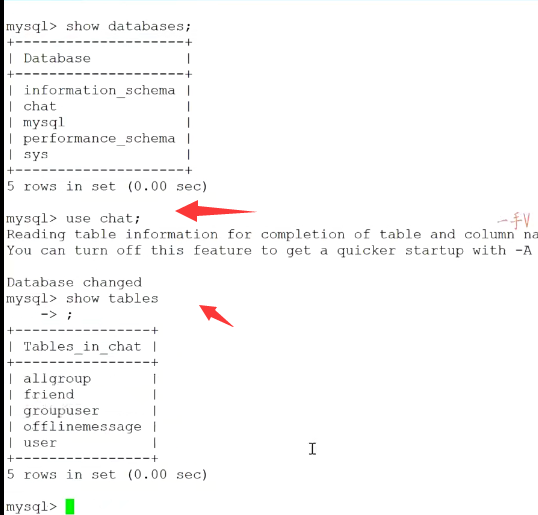 mysql> show databases;
+--------------------+
| Database           |
+--------------------+
| information_schema |
| chat               |
| mysql              |
| performance_schema |
| sys                |
+--------------------+
5 rows in set (0.00 sec)
mysql> use chat;
一手V
Reading table information for completion of table and column na
You can turn off this feature to get a quicker startup with -A
Database changed
mysql> show tables
    -> ;
+----------------+
| Tables_in_chat |
+----------------+
| allgroup       |
| friend         |
| groupuser      |
| offlinemessage |
| user           |
+----------------+
5 rows in set (0.00 sec)
mysql>